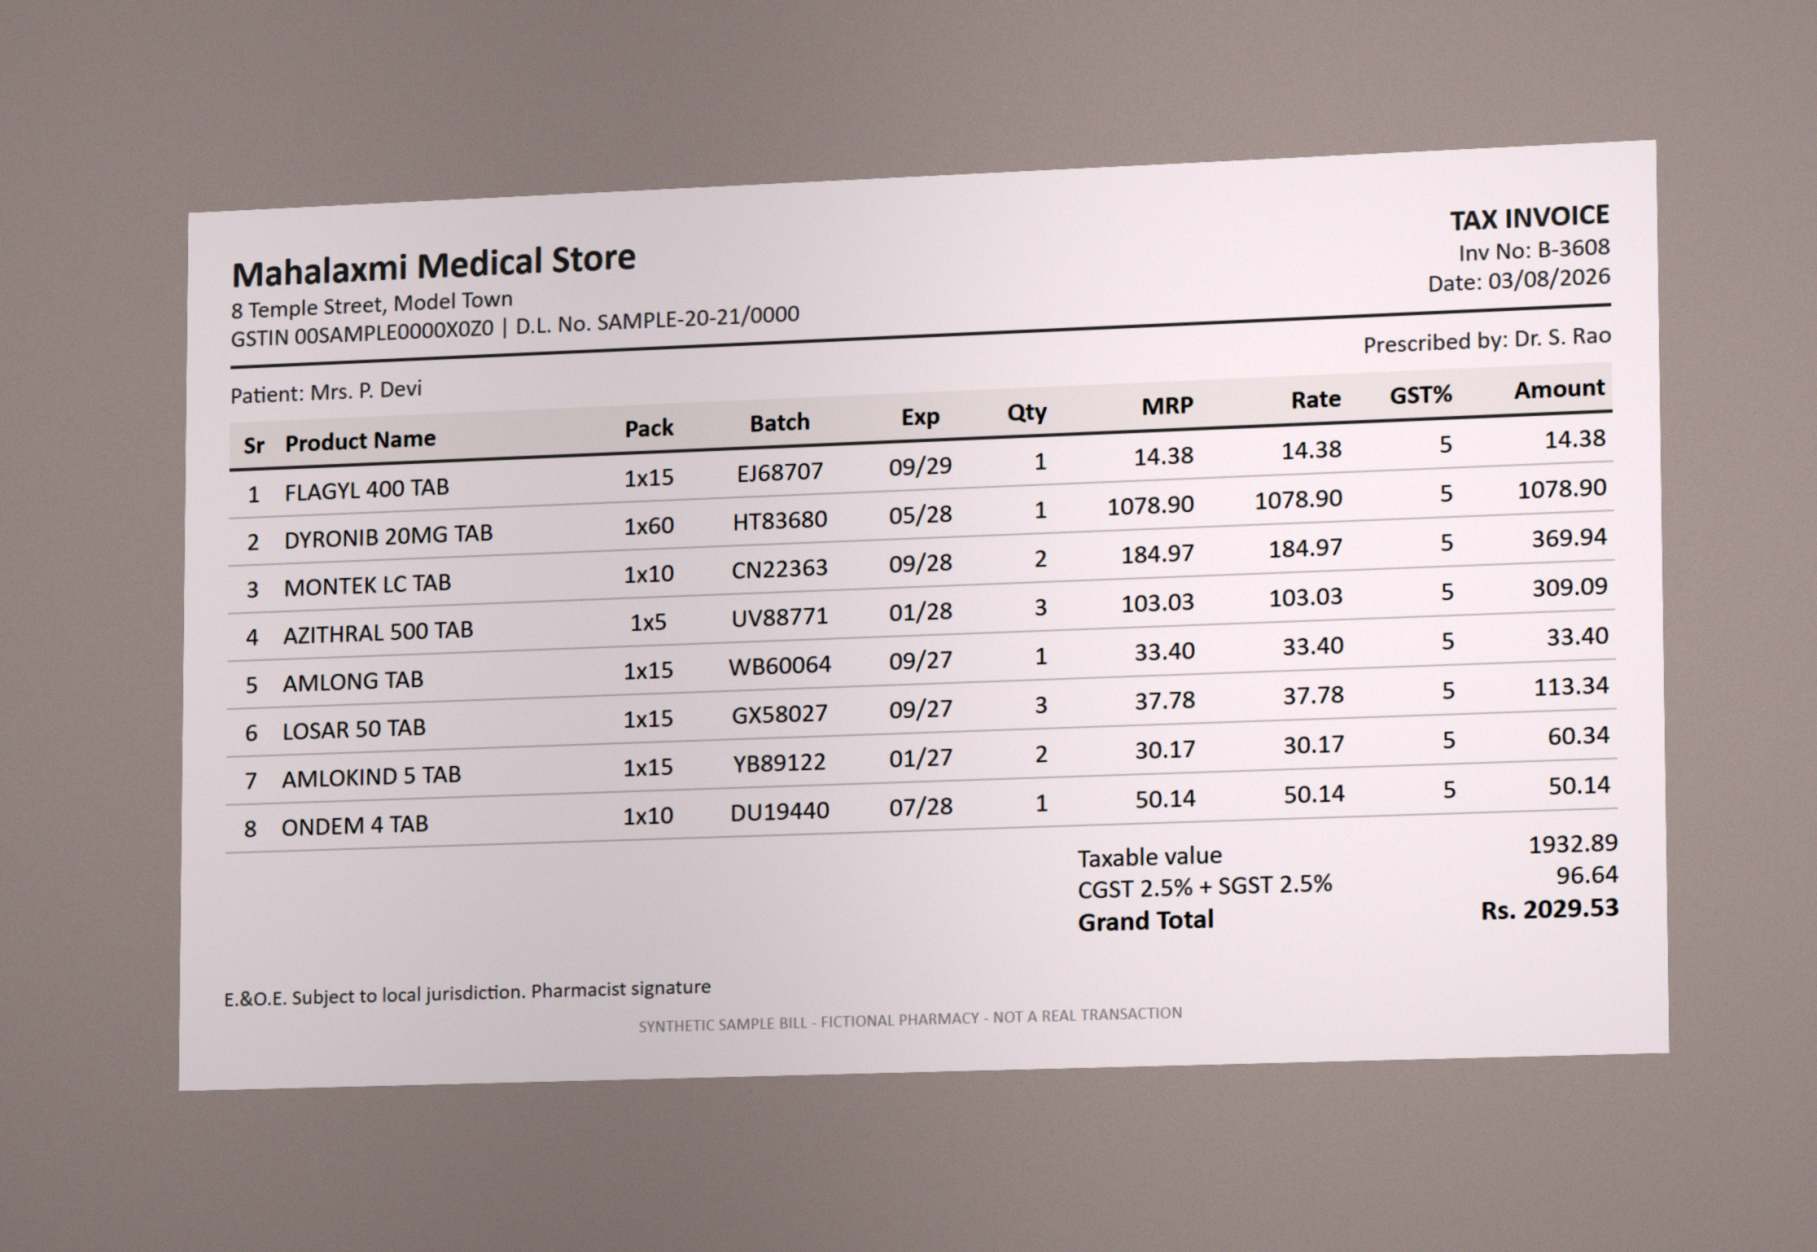 Mahalaxmi Medical Store
8 Temple Street, Model Town
GSTIN 00SAMPLE0000X0Z0 | D.L. No. SAMPLE-20-21/0000
TAX INVOICE
Inv No: B-3608
Date: 03/08/2026
Patient: Mrs. P. Devi
Prescribed by: Dr. S. Rao
Sr Product Name Pack Batch Exp Qty MRP Rate GST% Amount
1 FLAGYL 400 TAB 1x15 EJ68707 09/29 1 14.38 14.38 5 14.38
2 DYRONIB 20MG TAB 1x60 HT83680 05/28 1 1078.90 1078.90 5 1078.90
3 MONTEK LC TAB 1x10 CN22363 09/28 2 184.97 184.97 5 369.94
4 AZITHRAL 500 TAB 1x5 UV88771 01/28 3 103.03 103.03 5 309.09
5 AMLONG TAB 1x15 WB60064 09/27 1 33.40 33.40 5 33.40
6 LOSAR 50 TAB 1x15 GX58027 09/27 3 37.78 37.78 5 113.34
7 AMLOKIND 5 TAB 1x15 YB89122 01/27 2 30.17 30.17 5 60.34
8 ONDEM 4 TAB 1x10 DU19440 07/28 1 50.14 50.14 5 50.14
Taxable value 1932.89
CGST 2.5% + SGST 2.5% 96.64
Grand Total Rs. 2029.53
E.&O.E. Subject to local jurisdiction. Pharmacist signature
SYNTHETIC SAMPLE BILL - FICTIONAL PHARMACY - NOT A REAL TRANSACTION